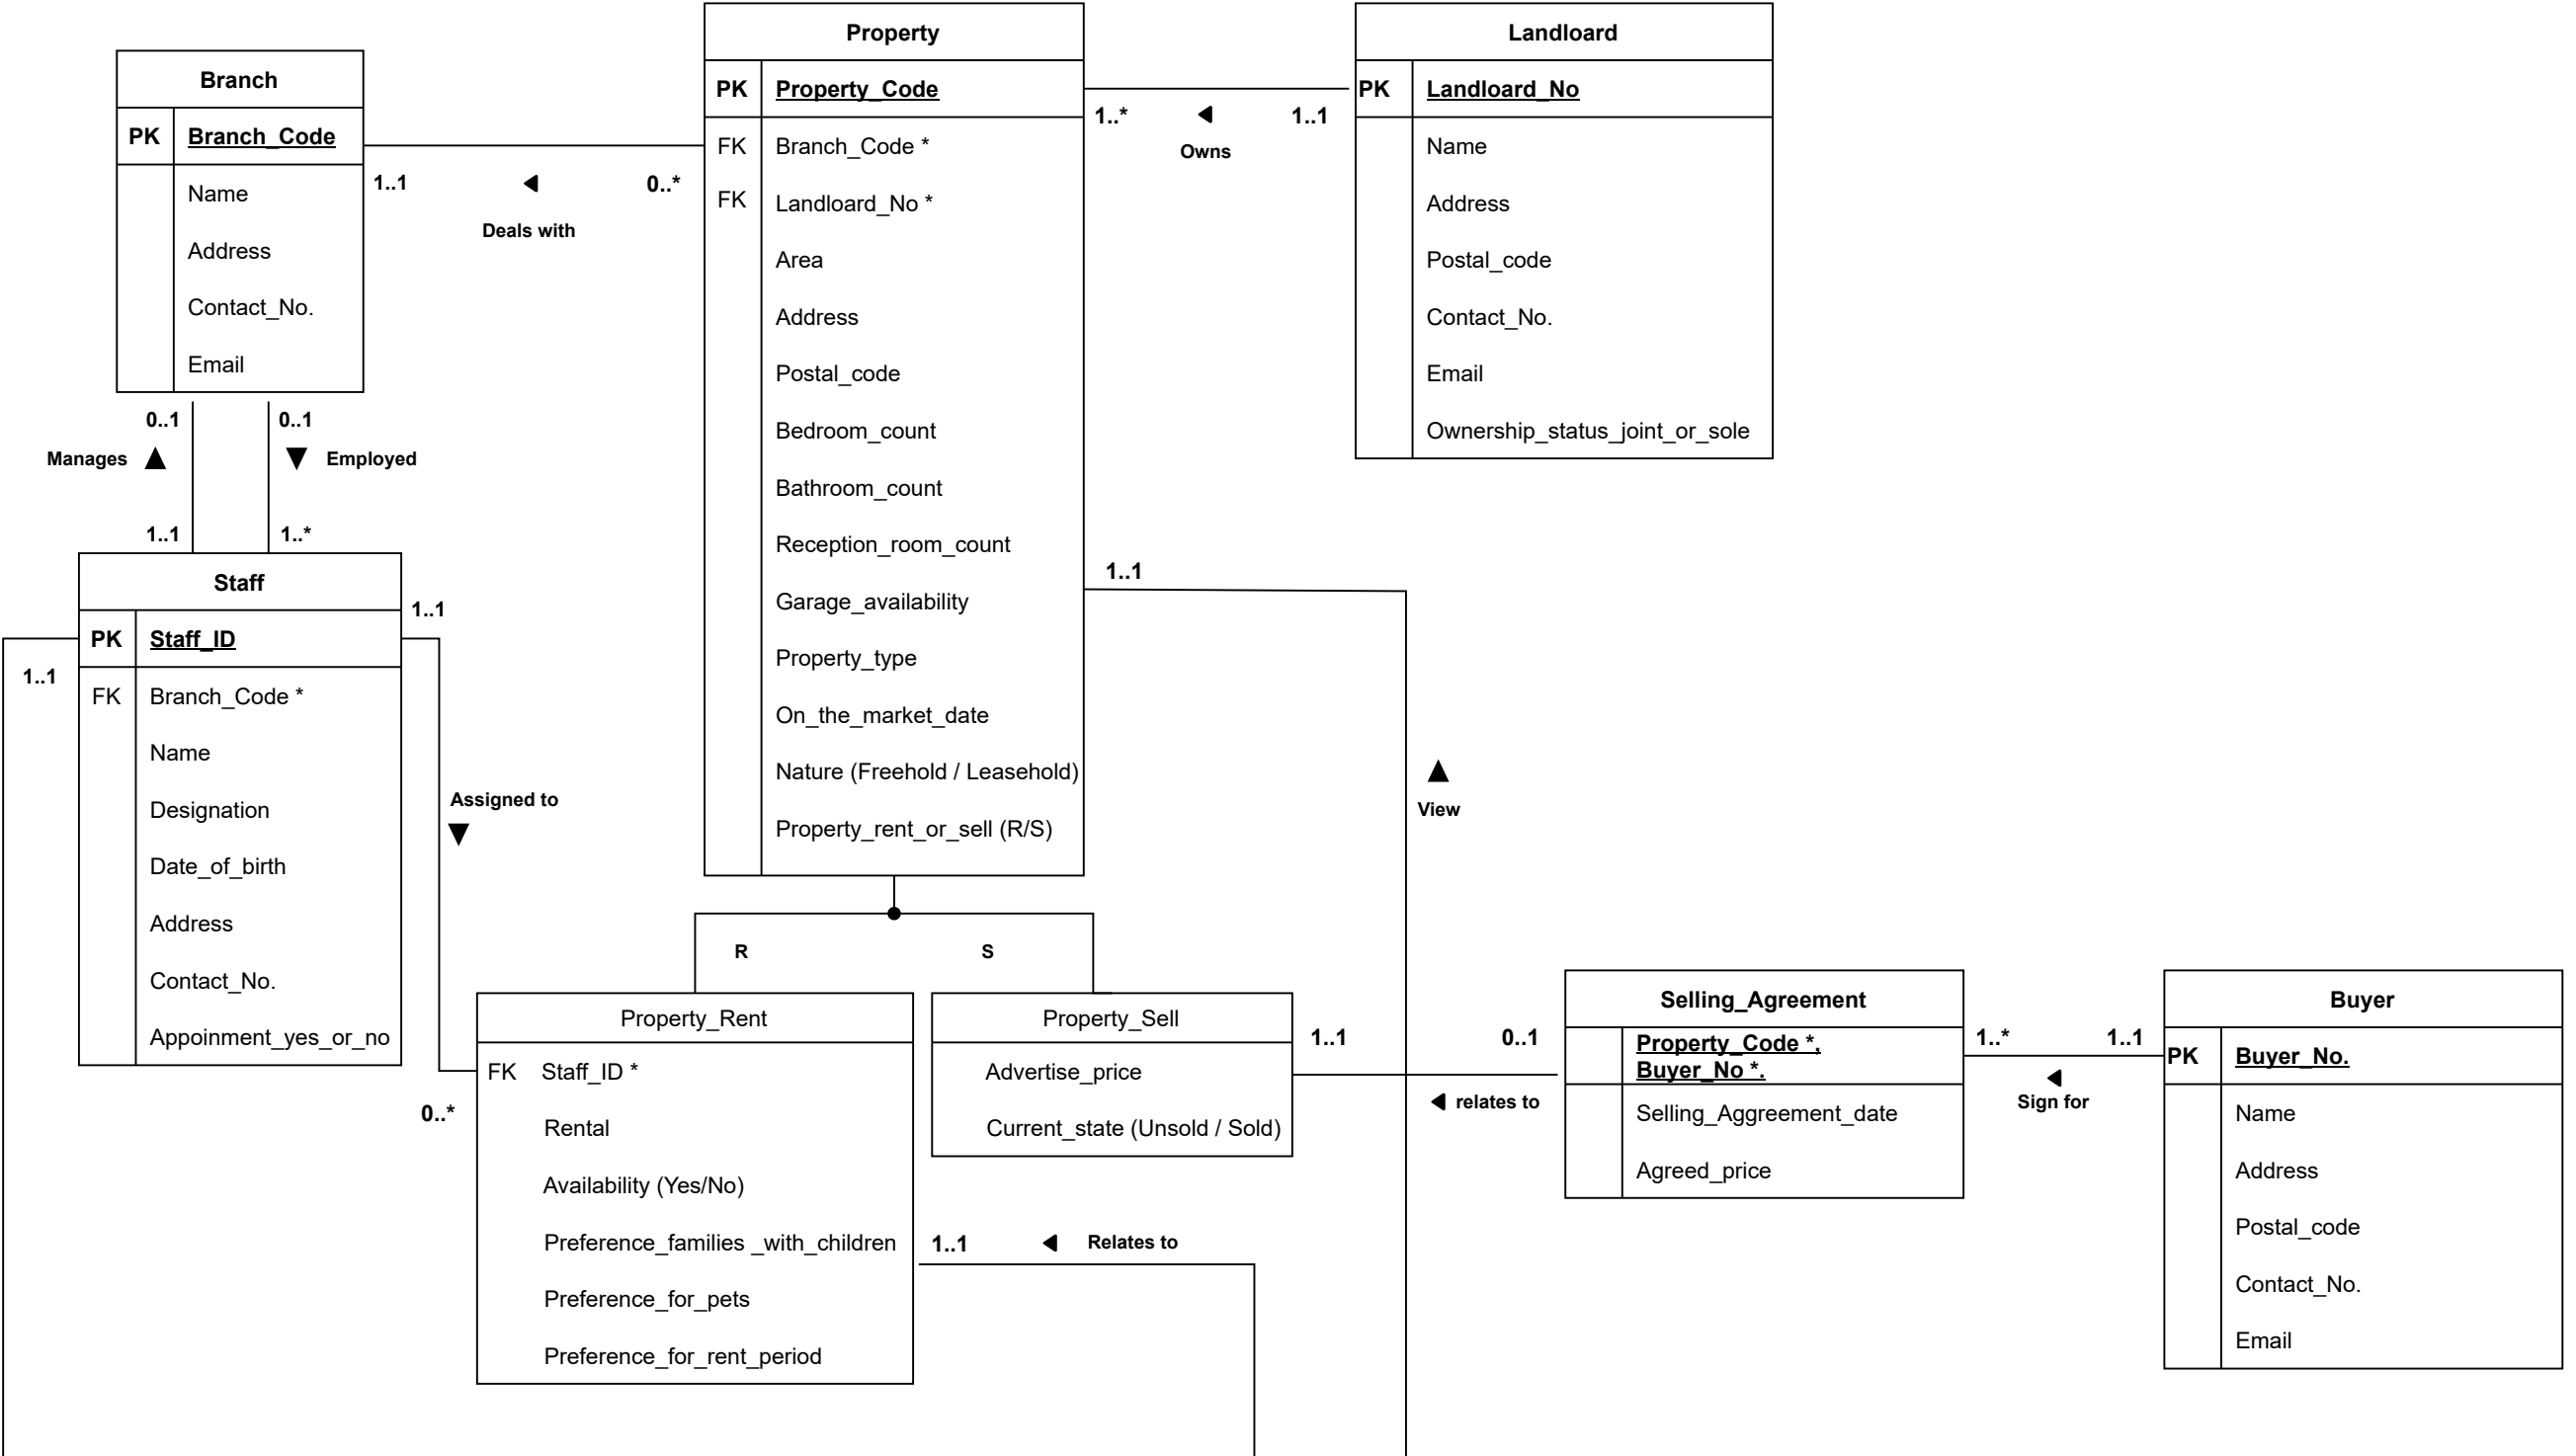 Branch
PK Branch_Code
Name
Address
Contact_No.
Email
1..1
Deals with
0..*
Property
PK Property_Code
FK Branch_Code *
FK Landloard_No *
Area
Address
Postal_code
Bedroom_count
Bathroom_count
Reception_room_count
Garage_availability
Property_type
On_the_market_date
Nature (Freehold / Leasehold)
Property_rent_or_sell (R/S)
1..*
Owns
1..1
Landloard
PK Landloard_No
Name
Address
Postal_code
Contact_No.
Email
Ownership_status_joint_or_sole
0..1
0..1
Manages
Employed
1..1
1..*
Staff
PK Staff_ID
FK Branch_Code *
Name
Designation
Date_of_birth
Address
Contact_No.
Appoinment_yes_or_no
1..1
1..1
Assigned to
0..*
1..1
View
R
S
Property_Rent
FK Staff_ID *
Rental
Availability (Yes/No)
Preference_families _with_children
Preference_for_pets
Preference_for_rent_period
Property_Sell
Advertise_price
Current_state (Unsold / Sold)
1..1
0..1
relates to
1..1
Relates to
Selling_Agreement
Property_Code *,
Buyer_No *.
Selling_Aggreement_date
Agreed_price
1..*
1..1
Sign for
Buyer
PK Buyer_No.
Name
Address
Postal_code
Contact_No.
Email